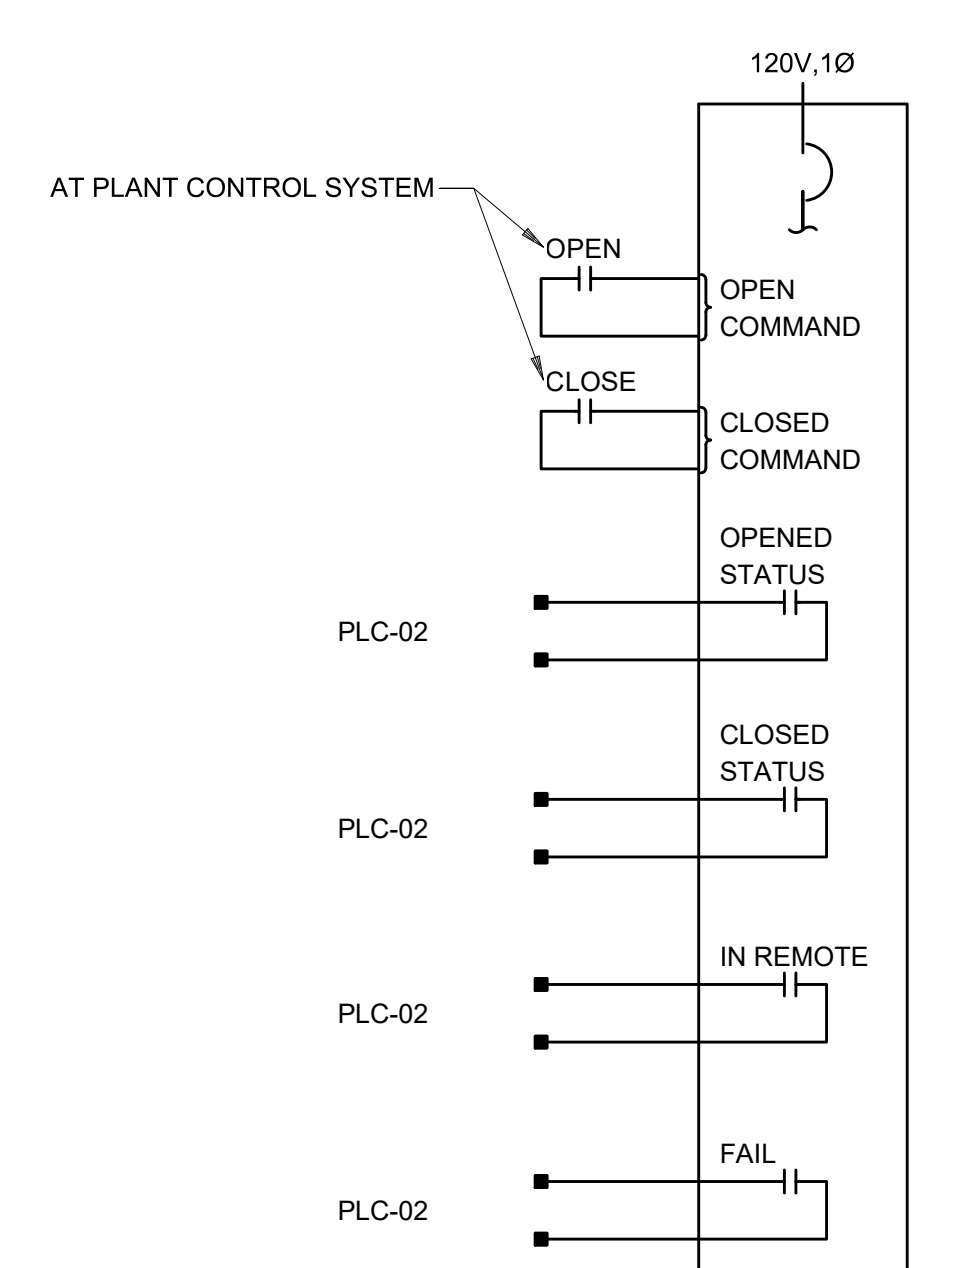 120V,1Ø
AT PLANT CONTROL SYSTEM
OPEN
OPEN
COMMAND
CLOSE
CLOSED
COMMAND
OPENED
STATUS
PLC-02
CLOSED
STATUS
PLC-02
IN REMOTE
PLC-02
FAIL
PLC-02